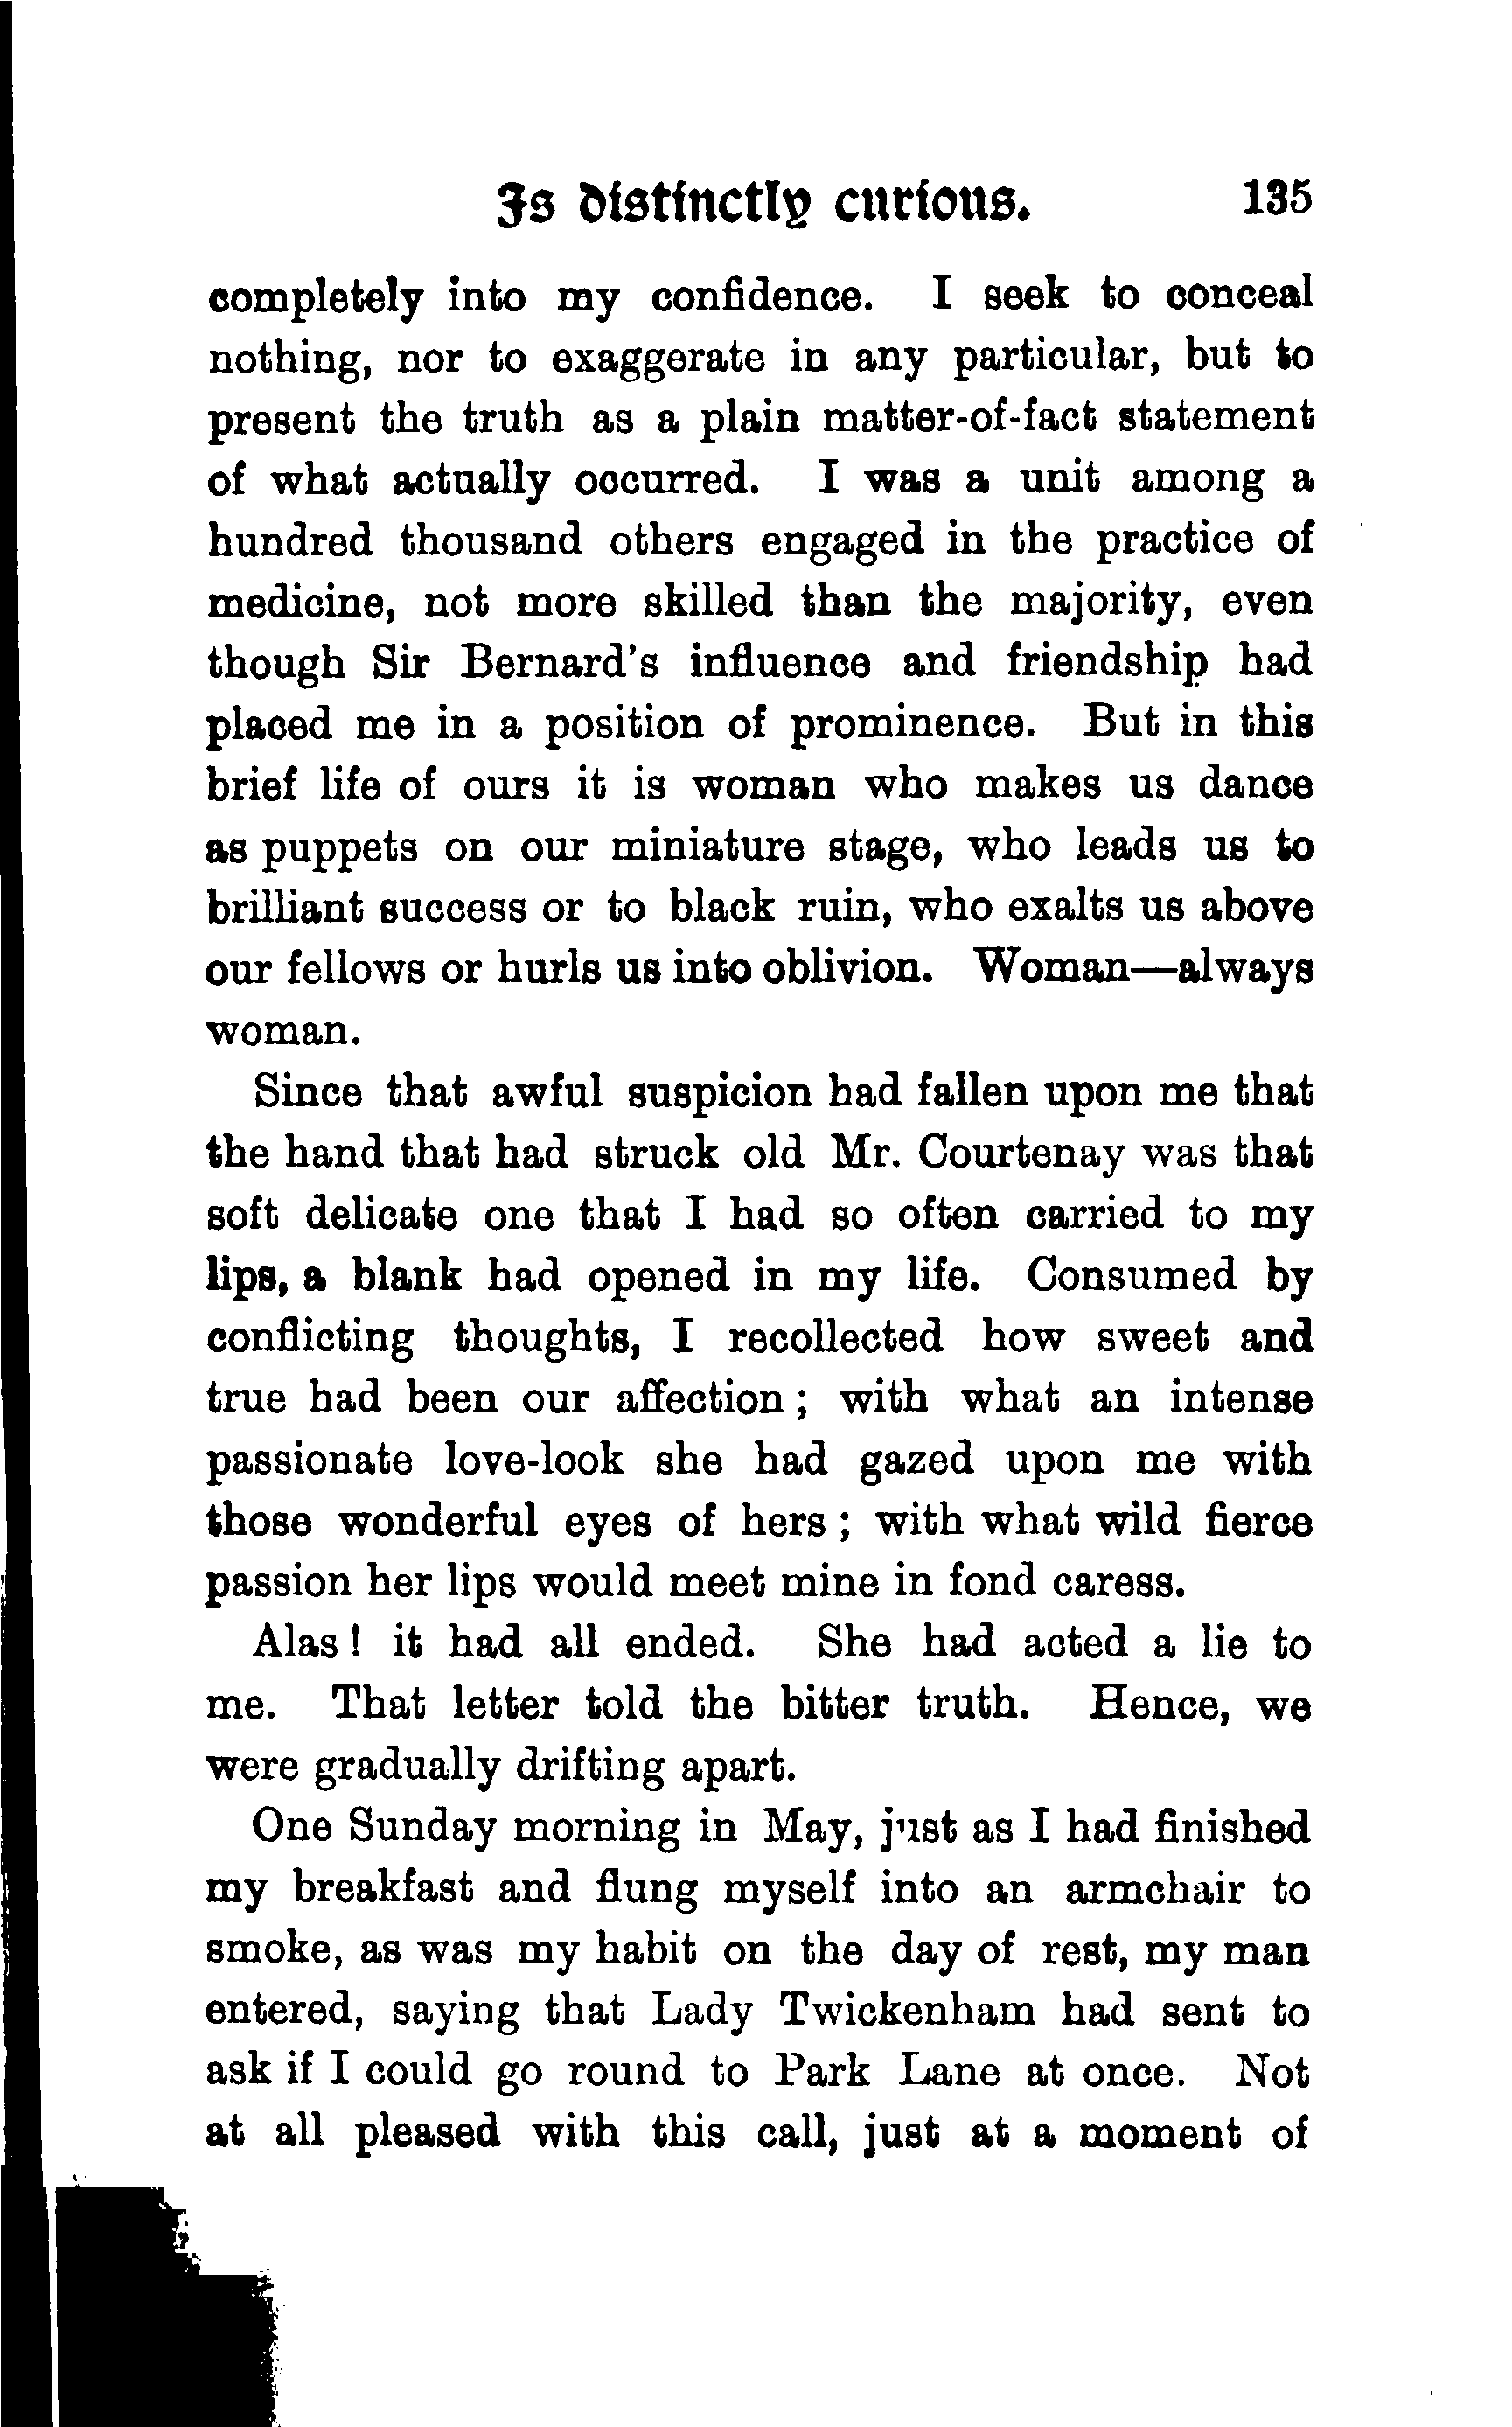 Is distinctly curious. 135
completely into my confidence. I seek to conceal
nothing, nor to exaggerate in any particular, but to
present the truth as a plain matter-of-fact statement
of what actually occurred. I was a unit among a
hundred thousand others engaged in the practice of
medicine, not more skilled than the majority, even
though Sir Bernard's influence and friendship had
placed me in a position of prominence. But in this
brief life of ours it is woman who makes us dance
as puppets on our miniature stage, who leads us to
brilliant success or to black ruin, who exalts us above
our fellows or hurls us into oblivion. Woman—always
woman.
Since that awful suspicion had fallen upon me that
the hand that had struck old Mr. Courtenay was that
soft delicate one that I had so often carried to my
lips, a blank had opened in my life. Consumed by
conflicting thoughts, I recollected how sweet and
true had been our affection; with what an intense
passionate love-look she had gazed upon me with
those wonderful eyes of hers; with what wild fierce
passion her lips would meet mine in fond caress.
Alas! it had all ended. She had acted a lie to
me. That letter told the bitter truth. Hence, we
were gradually drifting apart.
One Sunday morning in May, just as I had finished
my breakfast and flung myself into an armchair to
smoke, as was my habit on the day of rest, my man
entered, saying that Lady Twickenham had sent to
ask if I could go round to Park Lane at once. Not
at all pleased with this call, just at a moment of